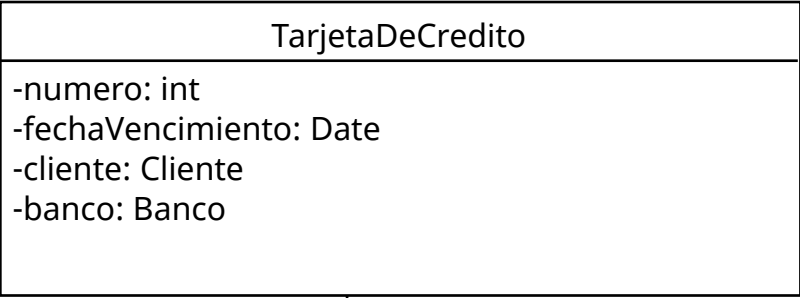 TarjetaDeCredito
-numero: int
-fechaVencimiento: Date
-cliente: Cliente
-banco: Banco